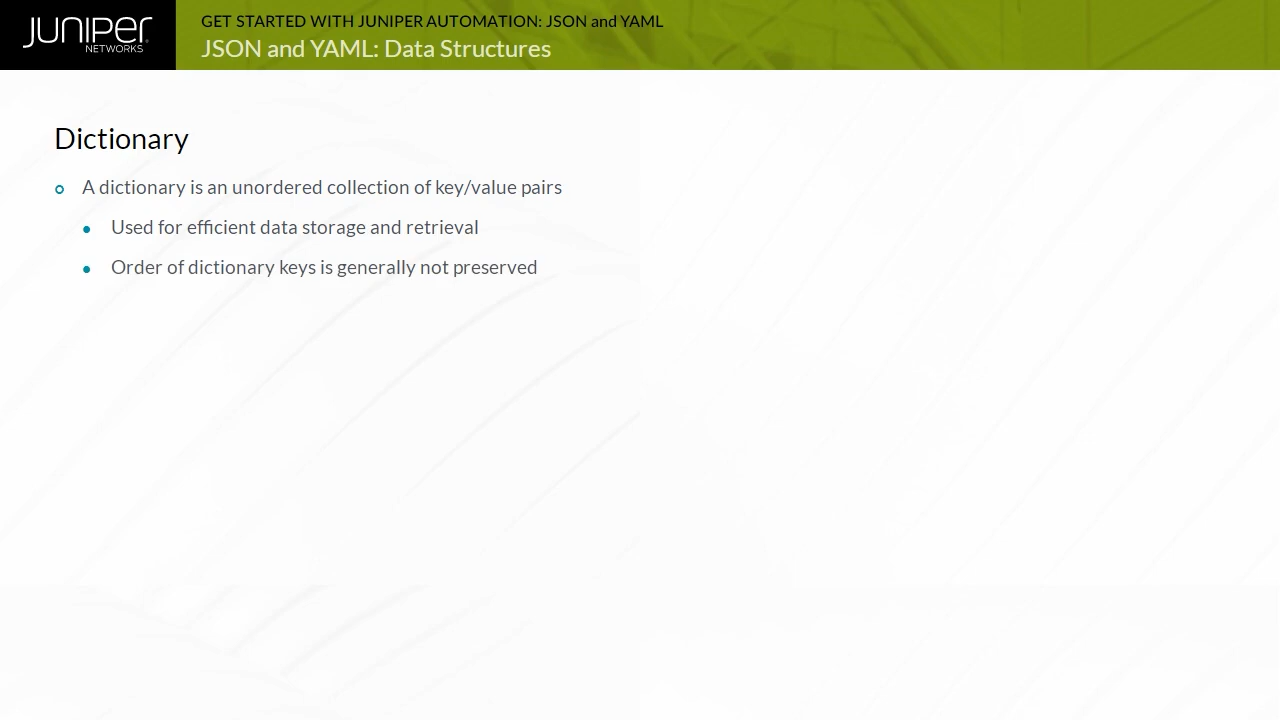 JUNIPER
NETWORKS
GET STARTED WITH JUNIPER AUTOMATION: JSON and YAML
JSON and YAML: Data Structures
Dictionary
A dictionary is an unordered collection of key/value pairs
Used for efficient data storage and retrieval
Order of dictionary keys is generally not preserved